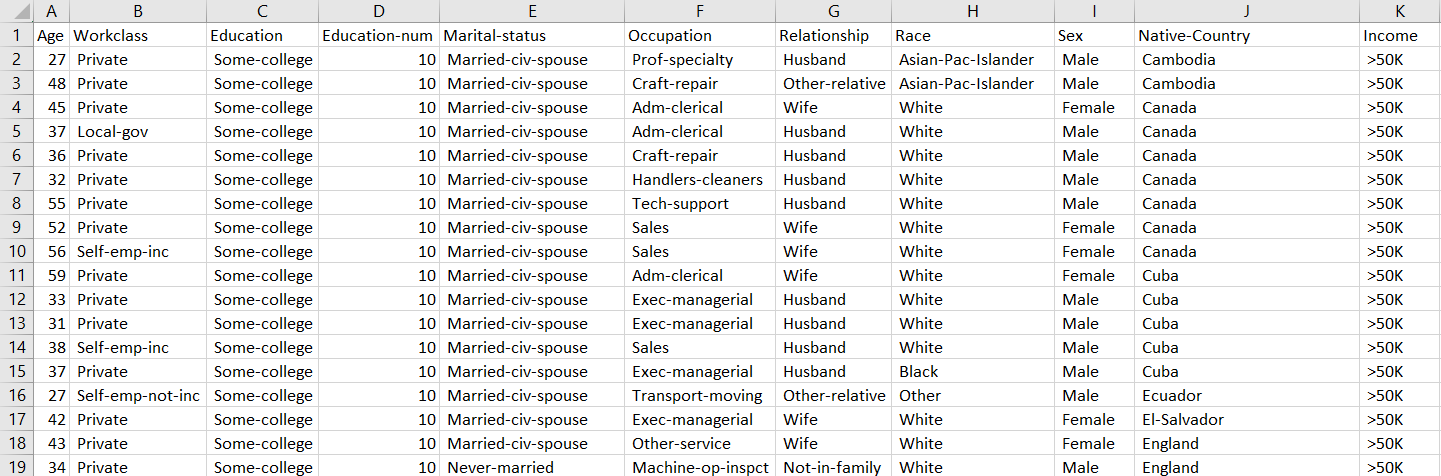 A B C D E F G H I J K
1 Age Workclass Education Education-num Marital-status Occupation Relationship Race Sex Native-Country Income
2 27 Private Some-college 10 Married-civ-spouse Prof-specialty Husband Asian-Pac-Islander Male Cambodia >50K
3 48 Private Some-college 10 Married-civ-spouse Craft-repair Other-relative Asian-Pac-Islander Male Cambodia >50K
4 45 Private Some-college 10 Married-civ-spouse Adm-clerical Wife White Female Canada >50K
5 37 Local-gov Some-college 10 Married-civ-spouse Adm-clerical Husband White Male Canada >50K
6 36 Private Some-college 10 Married-civ-spouse Craft-repair Husband White Male Canada >50K
7 32 Private Some-college 10 Married-civ-spouse Handlers-cleaners Husband White Male Canada >50K
8 55 Private Some-college 10 Married-civ-spouse Tech-support Husband White Male Canada >50K
9 52 Private Some-college 10 Married-civ-spouse Sales Wife White Female Canada >50K
10 56 Self-emp-inc Some-college 10 Married-civ-spouse Sales Wife White Female Canada >50K
11 59 Private Some-college 10 Married-civ-spouse Adm-clerical Wife White Female Cuba >50K
12 33 Private Some-college 10 Married-civ-spouse Exec-managerial Husband White Male Cuba >50K
13 31 Private Some-college 10 Married-civ-spouse Exec-managerial Husband White Male Cuba >50K
14 38 Self-emp-inc Some-college 10 Married-civ-spouse Sales Husband White Male Cuba >50K
15 37 Private Some-college 10 Married-civ-spouse Exec-managerial Husband Black Male Cuba >50K
16 27 Self-emp-not-inc Some-college 10 Married-civ-spouse Transport-moving Other-relative Other Male Ecuador >50K
17 42 Private Some-college 10 Married-civ-spouse Exec-managerial Wife White Female El-Salvador >50K
18 43 Private Some-college 10 Married-civ-spouse Other-service Wife White Female England >50K
19 34 Private Some-college 10 Never-married Machine-op-inspct Not-in-family White Male England >50K